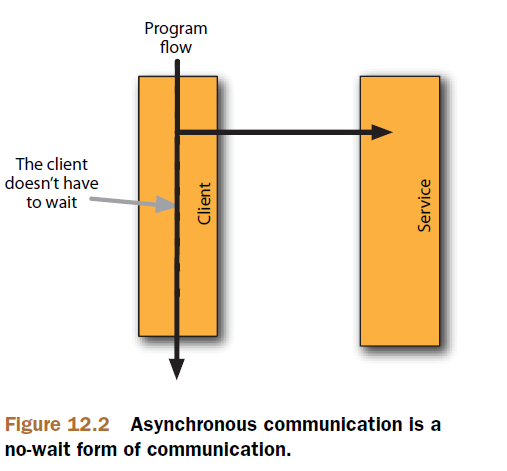 Program
flow
The client
doesn't have
to wait
Client
Service
Figure 12.2 Asynchronous communication is a
no-wait form of communication.